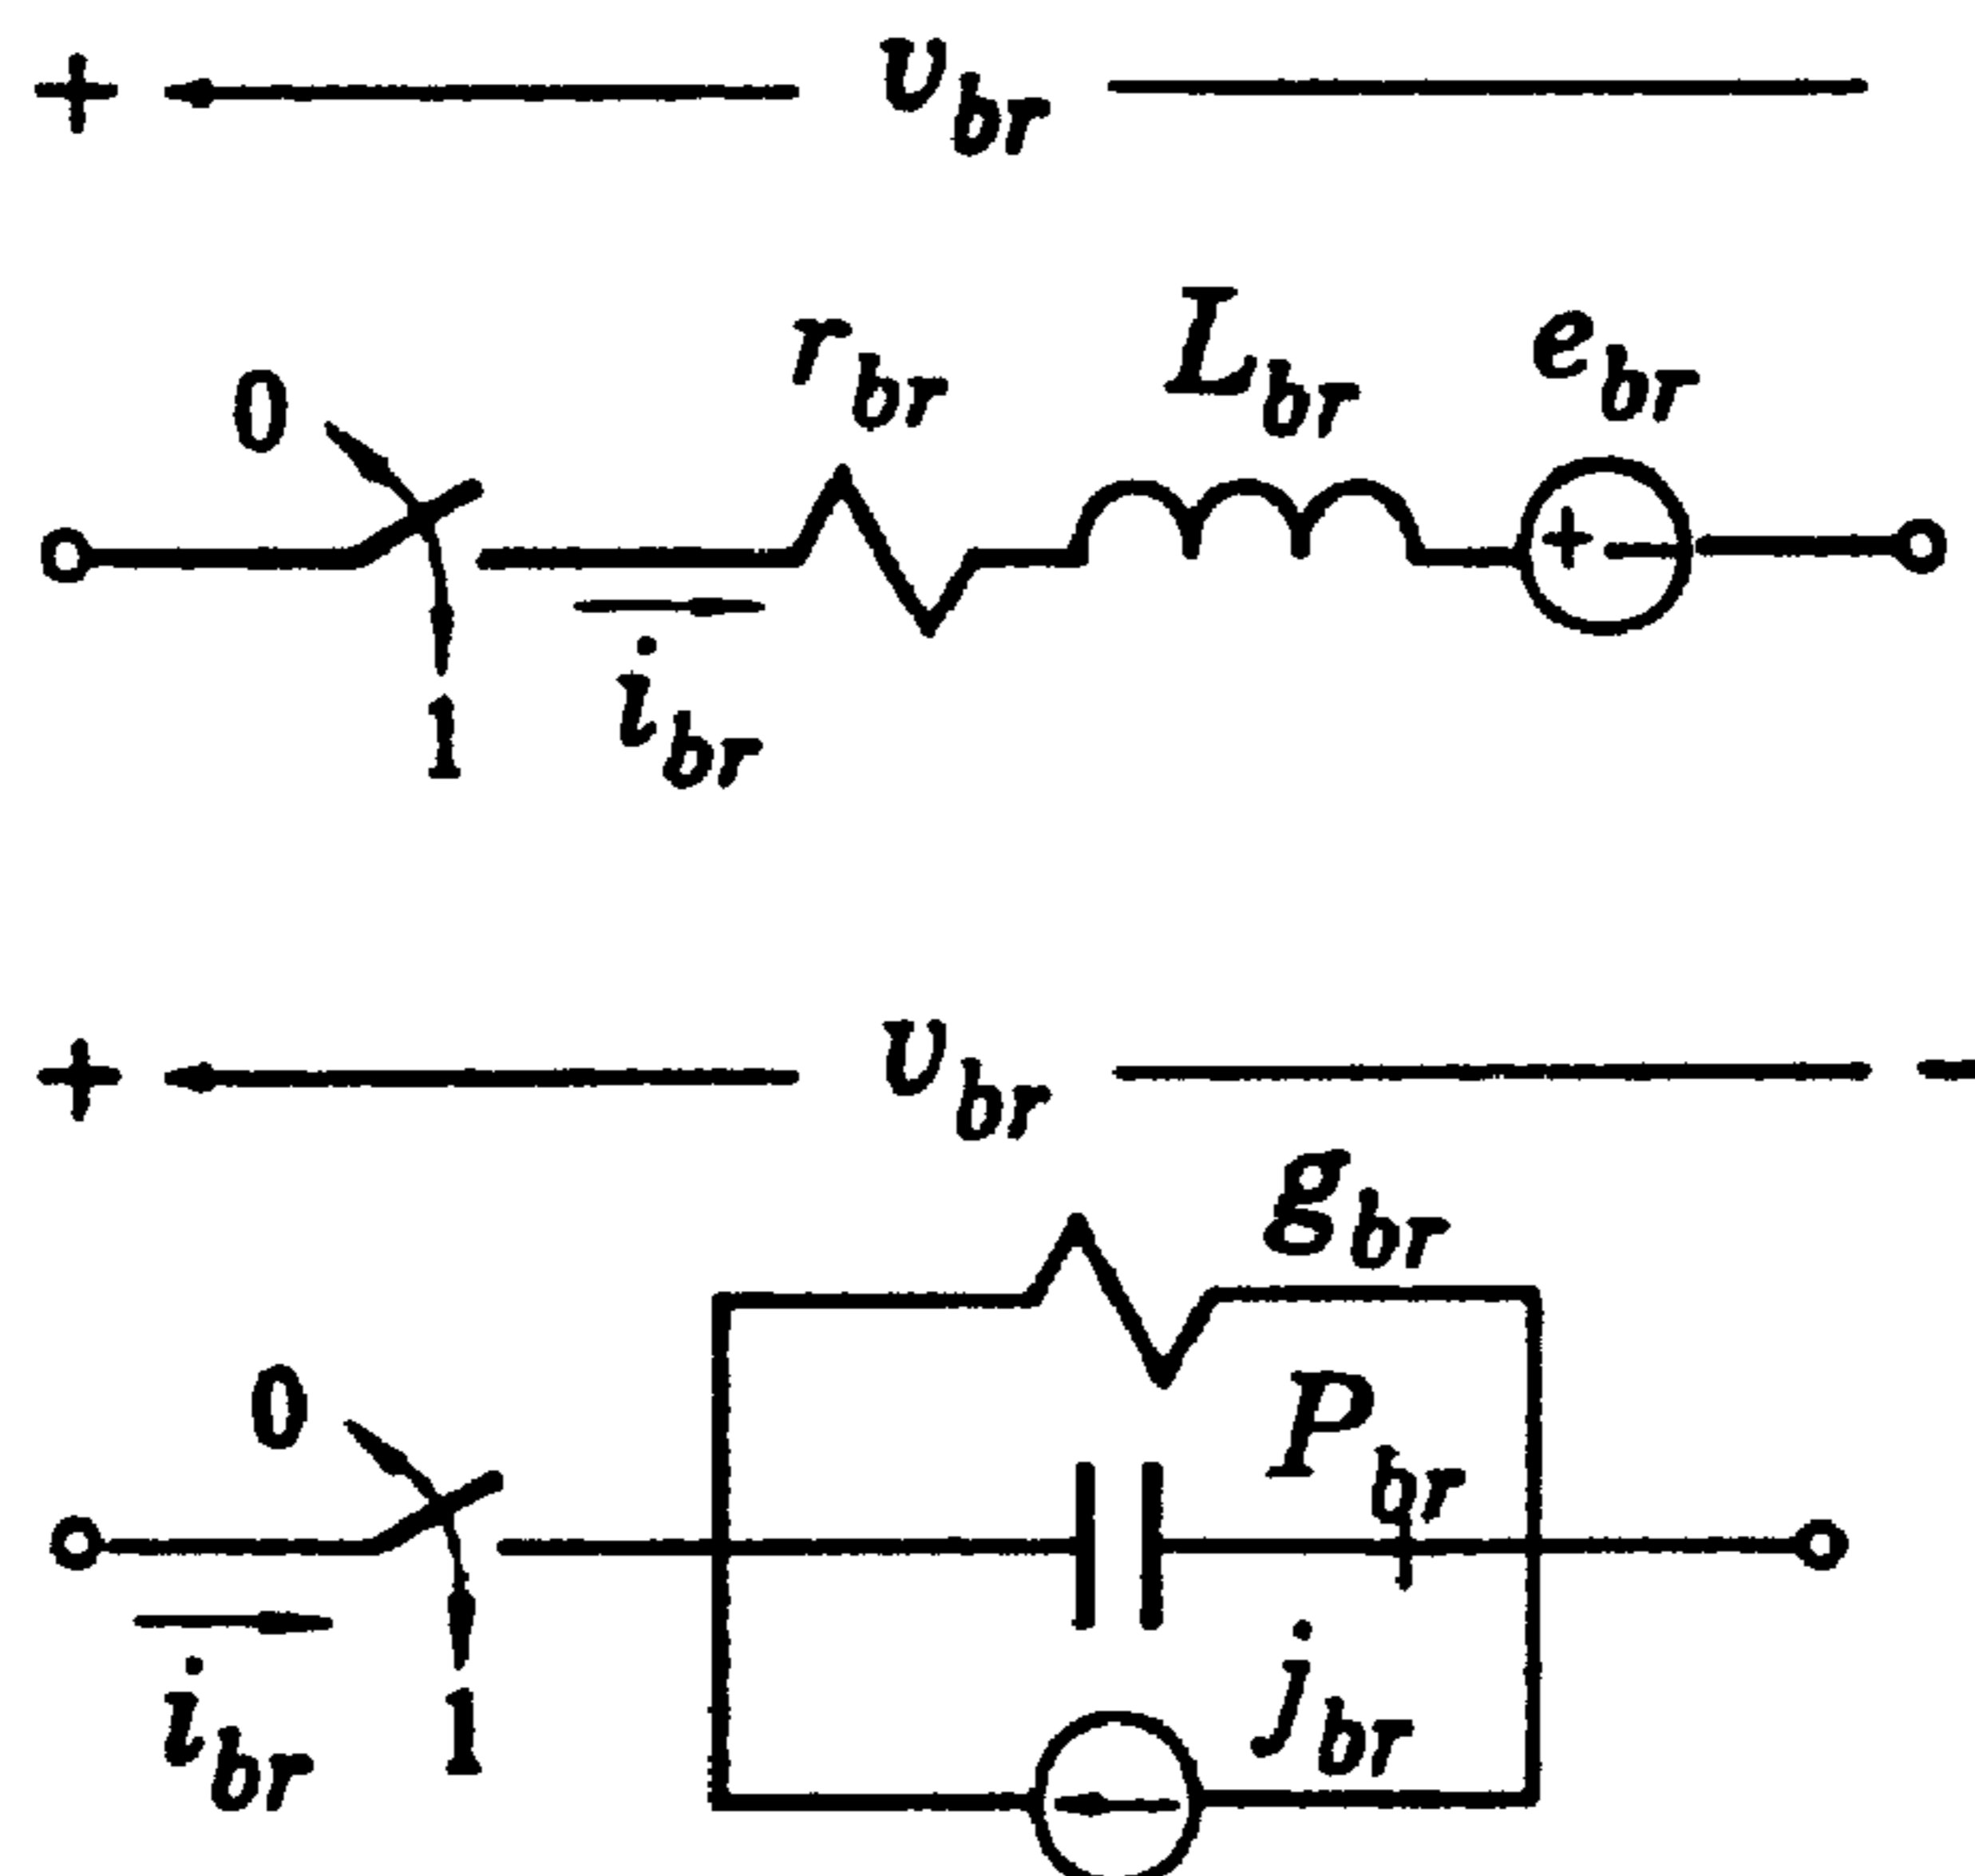 + v_br
r_br L_br e_br
0
+ −
1
i_br
+ v_br −
g_br
0
P_br
i_br 1 j_br